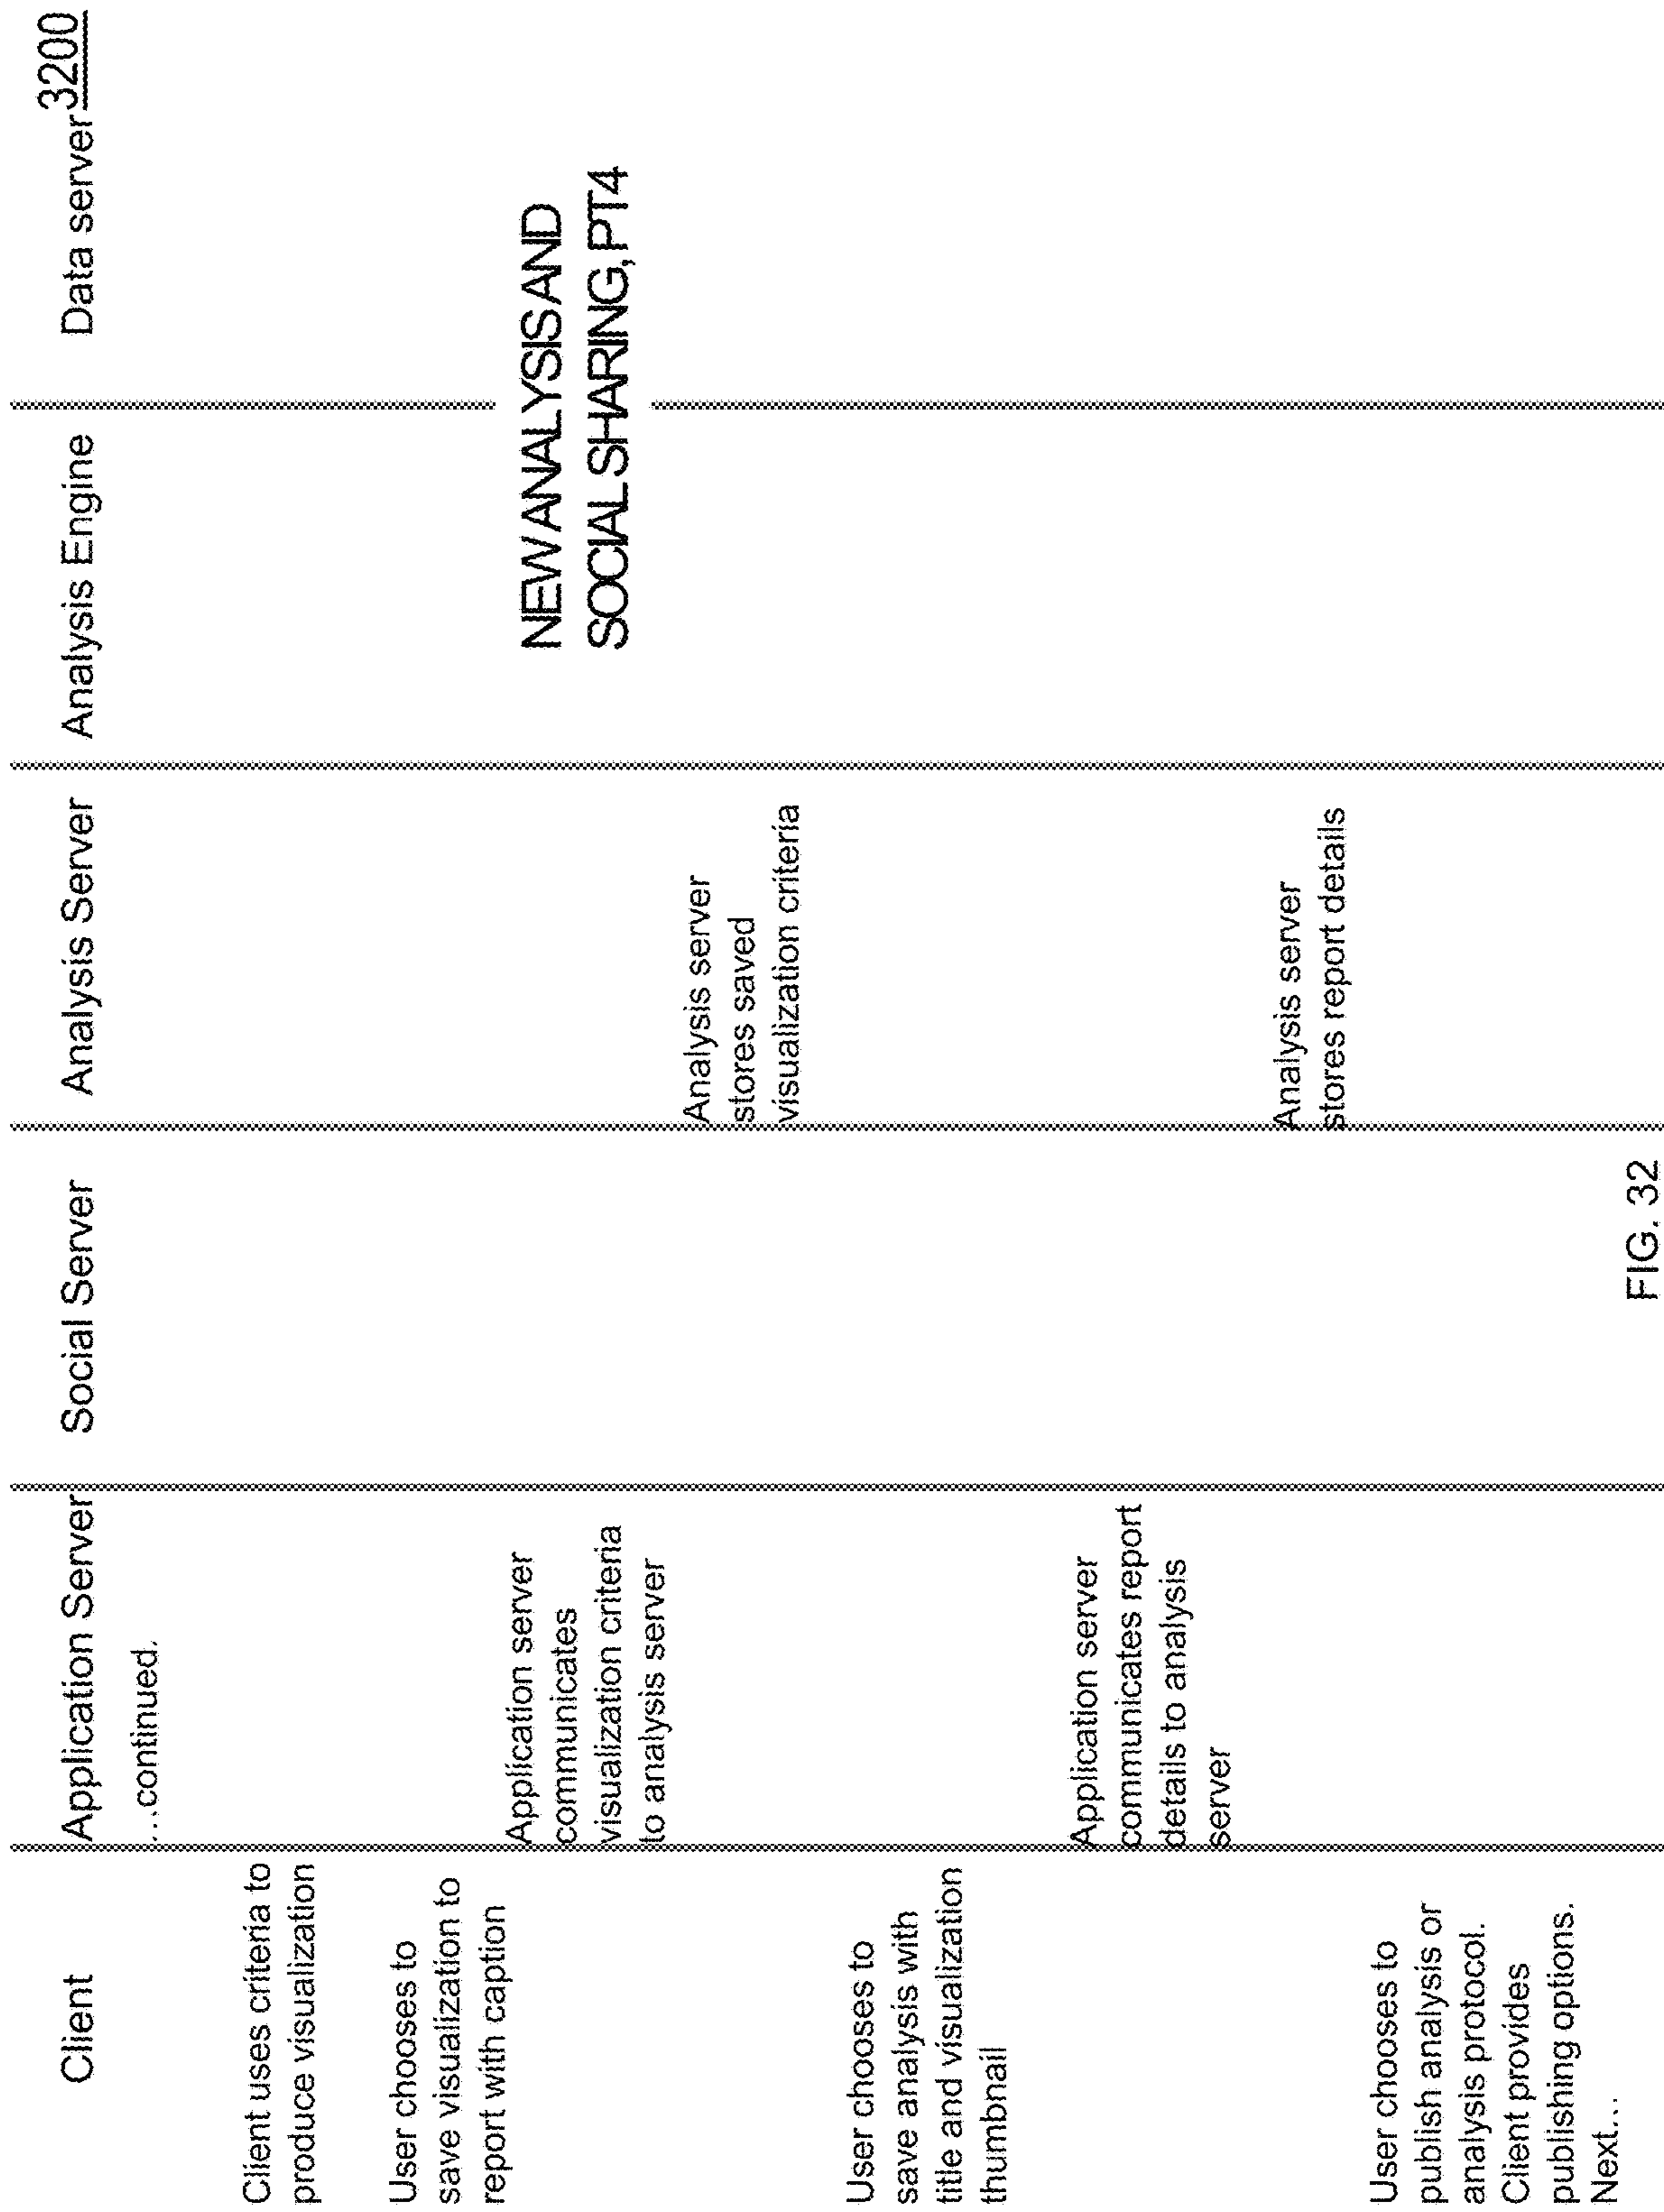 3200
Client
Application Server
Social Server
Analysis Server
Analysis Engine
Data server
...continued.
Client uses criteria to
produce visualization
User chooses to
save visualization to
report with caption
Application server
communicates
visualization criteria
to analysis server
NEW ANALYSIS AND
SOCIAL SHARING, PT4
Analysis server
stores saved
visualization criteria
User chooses to
save analysis with
title and visualization
thumbnail
Application server
communicates report
details to analysis
server
Analysis server
stores report details
User chooses to
publish analysis or
analysis protocol.
Client provides
publishing options.
Next...
FIG. 32